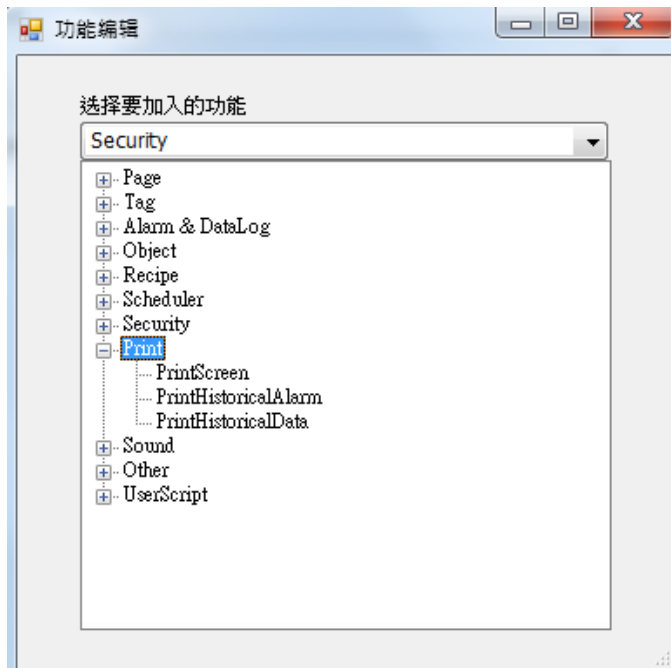 功能编辑
选择要加入的功能
Security
Page
Tag
Alarm & DataLog
Object
Recipe
Scheduler
Security
Print
PrintScreen
PrintHistoricalAlarm
PrintHistoricalData
Sound
Other
UserScript